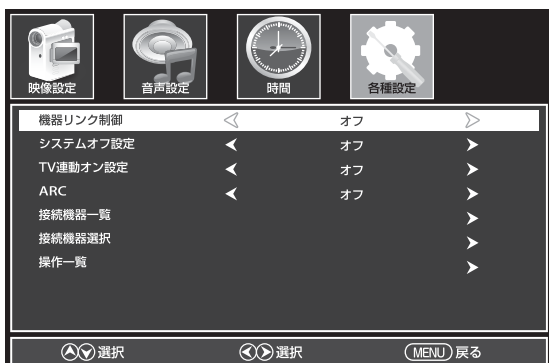 映像設定 音声設定 時間 各種設定
機器リンク制御 オフ
システムオフ設定 オフ
TV連動オン設定 オフ
ARC オフ
接続機器一覧
接続機器選択
操作一覧
選択 選択 MENU 戻る